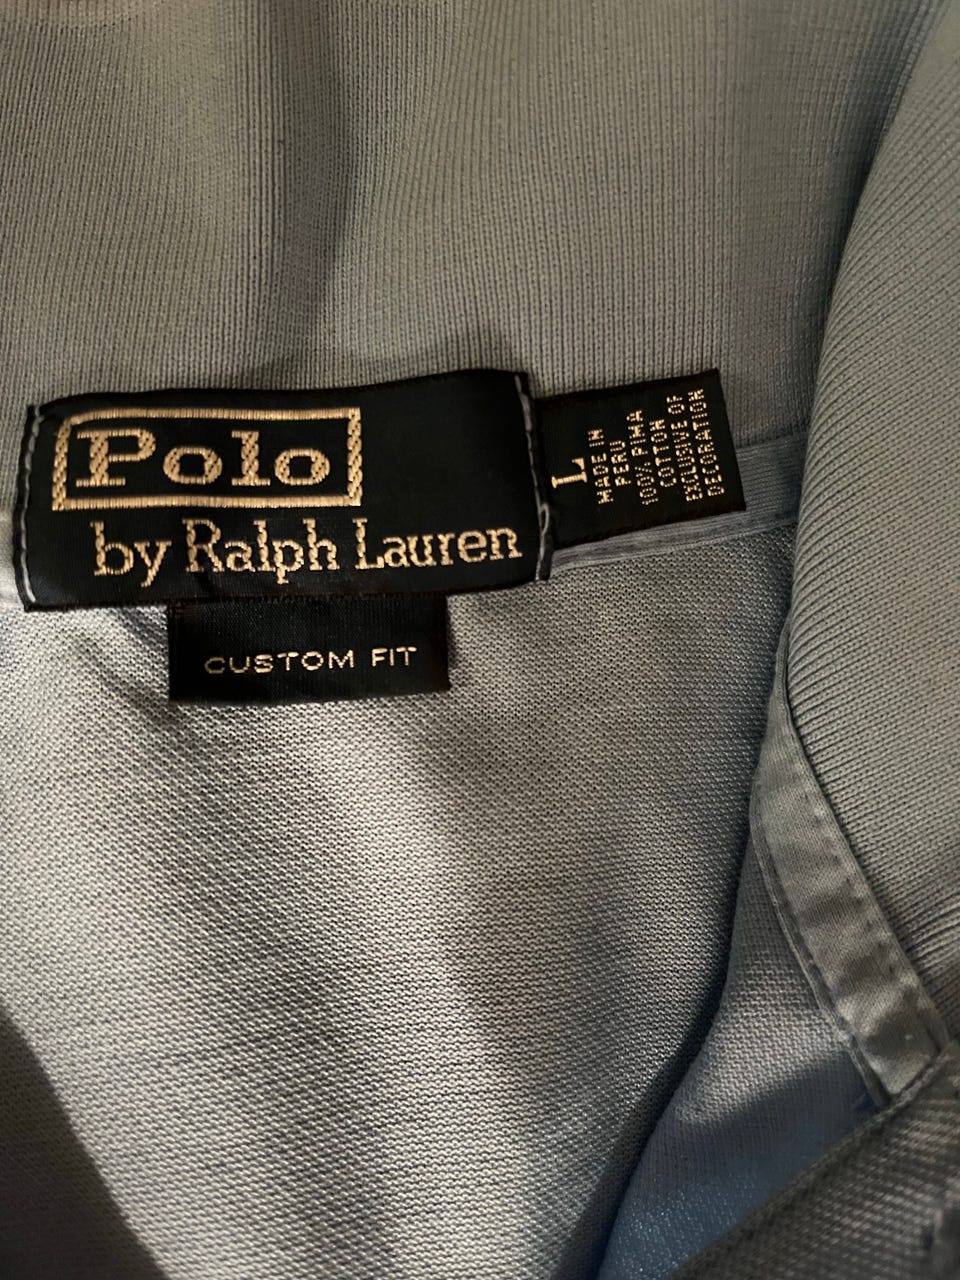 Polo
by Ralph Lauren
CUSTOM FIT
L
MADE IN
PERU
100% PIMA
COTTON
EXCLUSIVE OF
DECORATION